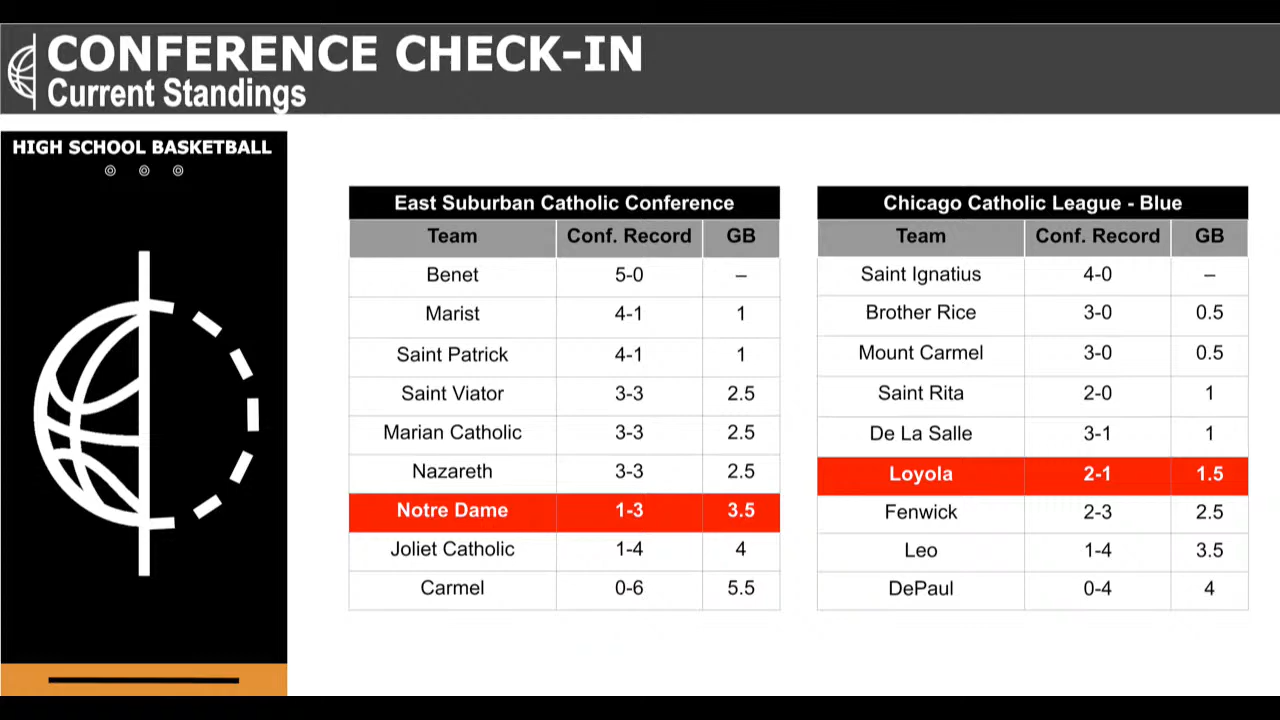 CONFERENCE CHECK-IN
Current Standings
HIGH SCHOOL BASKETBALL
East Suburban Catholic Conference
Team Conf. Record GB
Benet 5-0 –
Marist 4-1 1
Saint Patrick 4-1 1
Saint Viator 3-3 2.5
Marian Catholic 3-3 2.5
Nazareth 3-3 2.5
Notre Dame 1-3 3.5
Joliet Catholic 1-4 4
Carmel 0-6 5.5
Chicago Catholic League - Blue
Team Conf. Record GB
Saint Ignatius 4-0 –
Brother Rice 3-0 0.5
Mount Carmel 3-0 0.5
Saint Rita 2-0 1
De La Salle 3-1 1
Loyola 2-1 1.5
Fenwick 2-3 2.5
Leo 1-4 3.5
DePaul 0-4 4